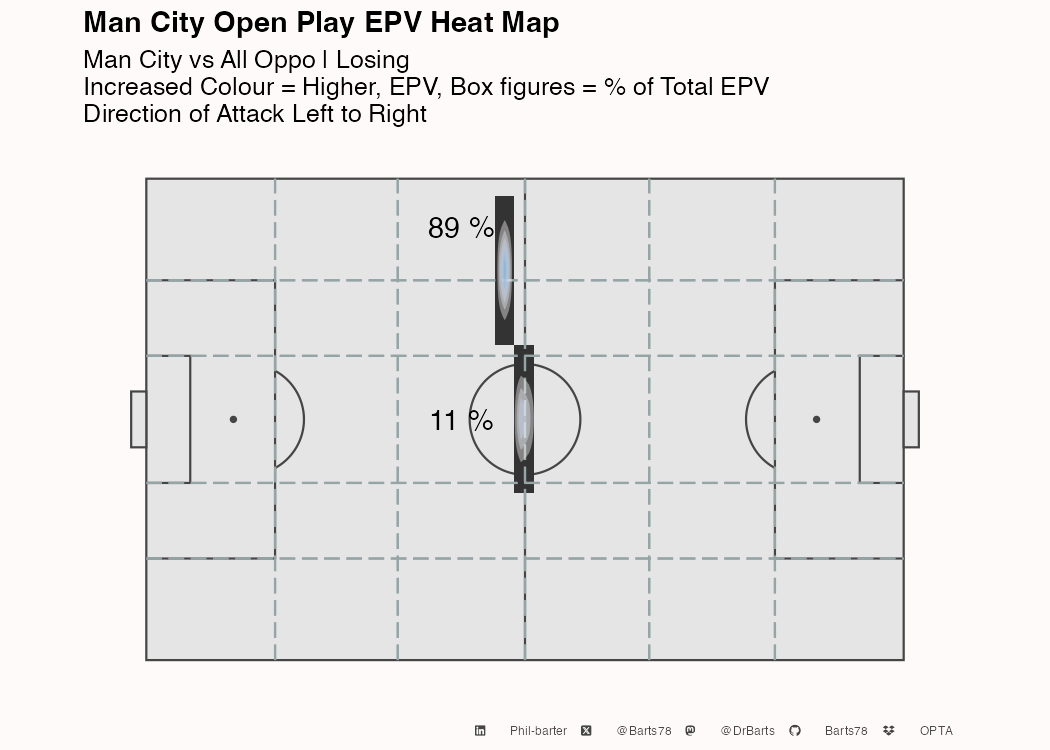 Man City Open Play EPV Heat Map
Man City vs All Oppo | Losing
Increased Colour = Higher, EPV, Box figures = % of Total EPV
Direction of Attack Left to Right
89 %
11 %
Phil-barter @Barts78 @DrBarts Barts78 OPTA